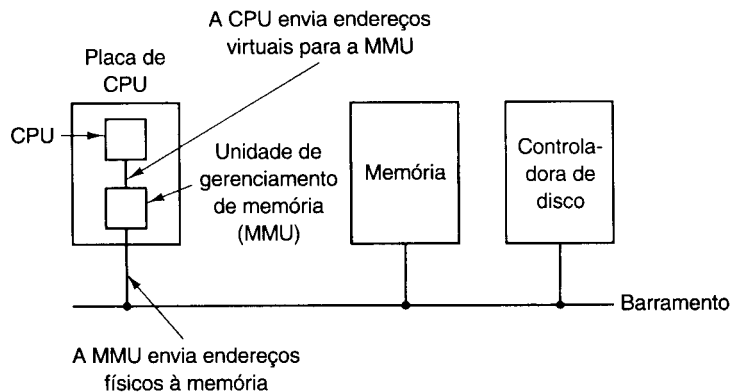 A CPU envia endereços
virtuais para a MMU
Placa de
CPU
CPU
Unidade de
gerenciamento
de memória
(MMU)
Memória
Controla-
dora de
disco
Barramento
A MMU envia endereços
físicos à memória